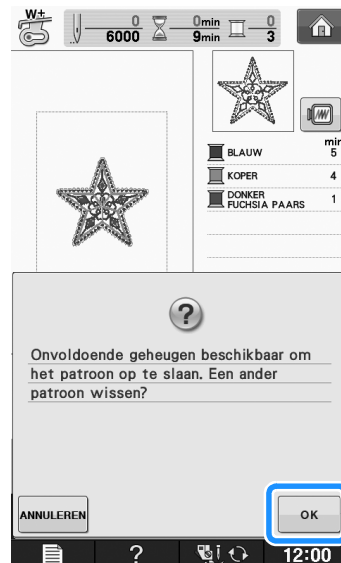 W+
0 0min 0
6000 9min 3
min
BLAUW 5
KOPER 4
DONKER
FUCHSIA PAARS 1
?
Onvoldoende geheugen beschikbaar om
het patroon op te slaan. Een ander
patroon wissen?
ANNULEREN OK
? 12:00